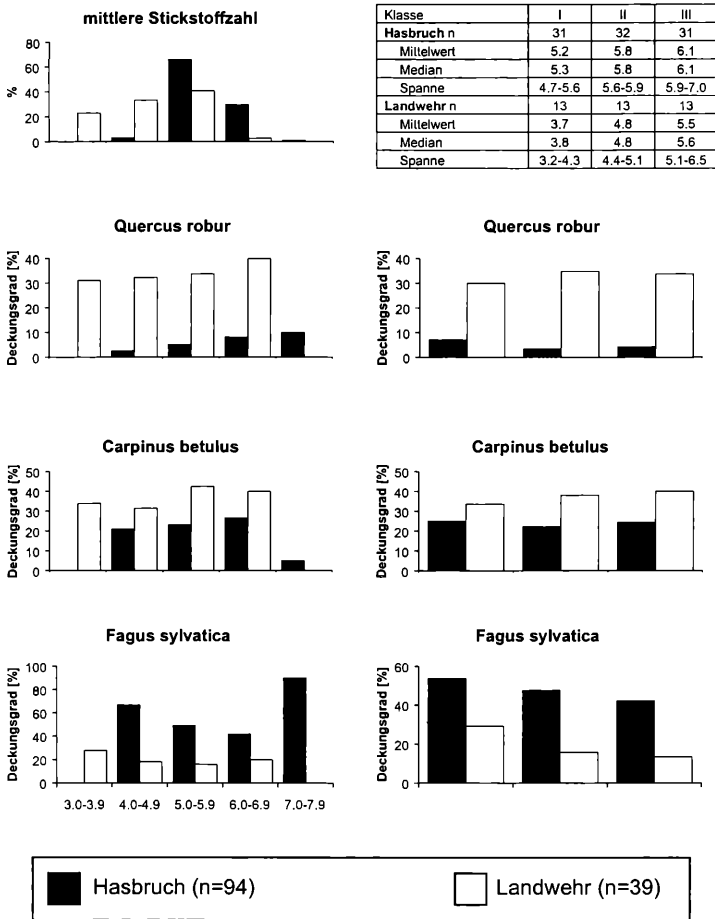 mittlere Stickstoffzahl
%
80
60
40
20
0
Klasse I II III
Hasbruch n 31 32 31
Mittelwert 5.2 5.8 6.1
Median 5.3 5.8 6.1
Spanne 4.7-5.6 5.6-5.9 5.9-7.0
Landwehr n 13 13 13
Mittelwert 3.7 4.8 5.5
Median 3.8 4.8 5.6
Spanne 3.2-4.3 4.4-5.1 5.1-6.5
Quercus robur
Deckungsgrad [%]
40
30
20
10
0
Quercus robur
Deckungsgrad [%]
40
30
20
10
0
Carpinus betulus
Deckungsgrad [%]
50
40
30
20
10
0
Carpinus betulus
Deckungsgrad [%]
50
40
30
20
10
0
Fagus sylvatica
Deckungsgrad [%]
100
80
60
40
20
0
3.0-3.9 4.0-4.9 5.0-5.9 6.0-6.9 7.0-7.9
Fagus sylvatica
Deckungsgrad [%]
60
40
20
0
Hasbruch (n=94) Landwehr (n=39)